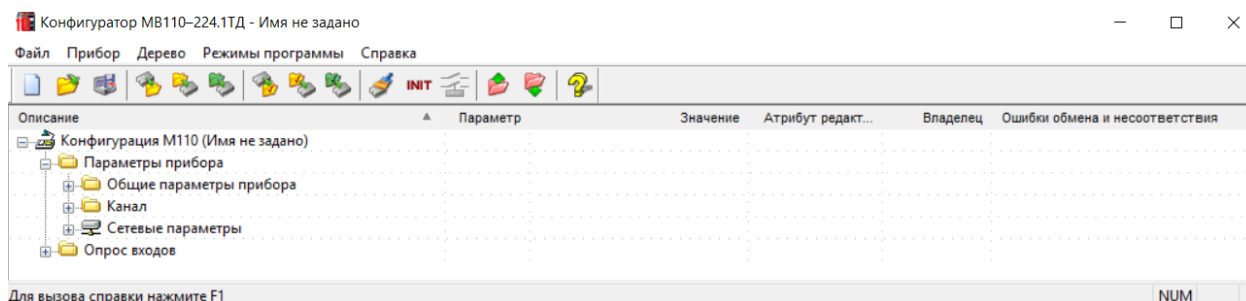 Конфигуратор МВ110–224.1ТД - Имя не задано
Файл Прибор Дерево Режимы программы Справка
INIT
Описание Параметр Значение Атрибут редакт... Владелец Ошибки обмена и несоответствия
Конфигурация М110 (Имя не задано)
Параметры прибора
Общие параметры прибора
Канал
Сетевые параметры
Опрос входов
Для вызова справки нажмите F1 NUM